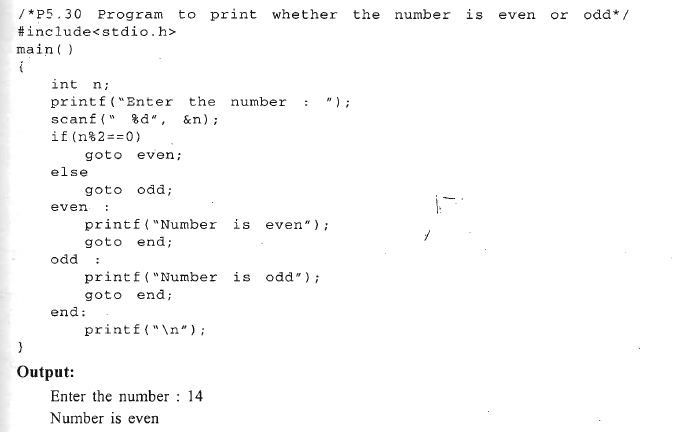 /*P5.30 Program to print whether the number is even or odd*/
#include<stdio.h>
main( )
{
int n;
printf("Enter the number : ");
scanf(" %d", &n);
if(n%2==0)
goto even;
else
goto odd;
even :
printf("Number is even");
goto end;
odd :
printf("Number is odd");
goto end;
end:
printf("\n");
}
Output:
Enter the number : 14
Number is even